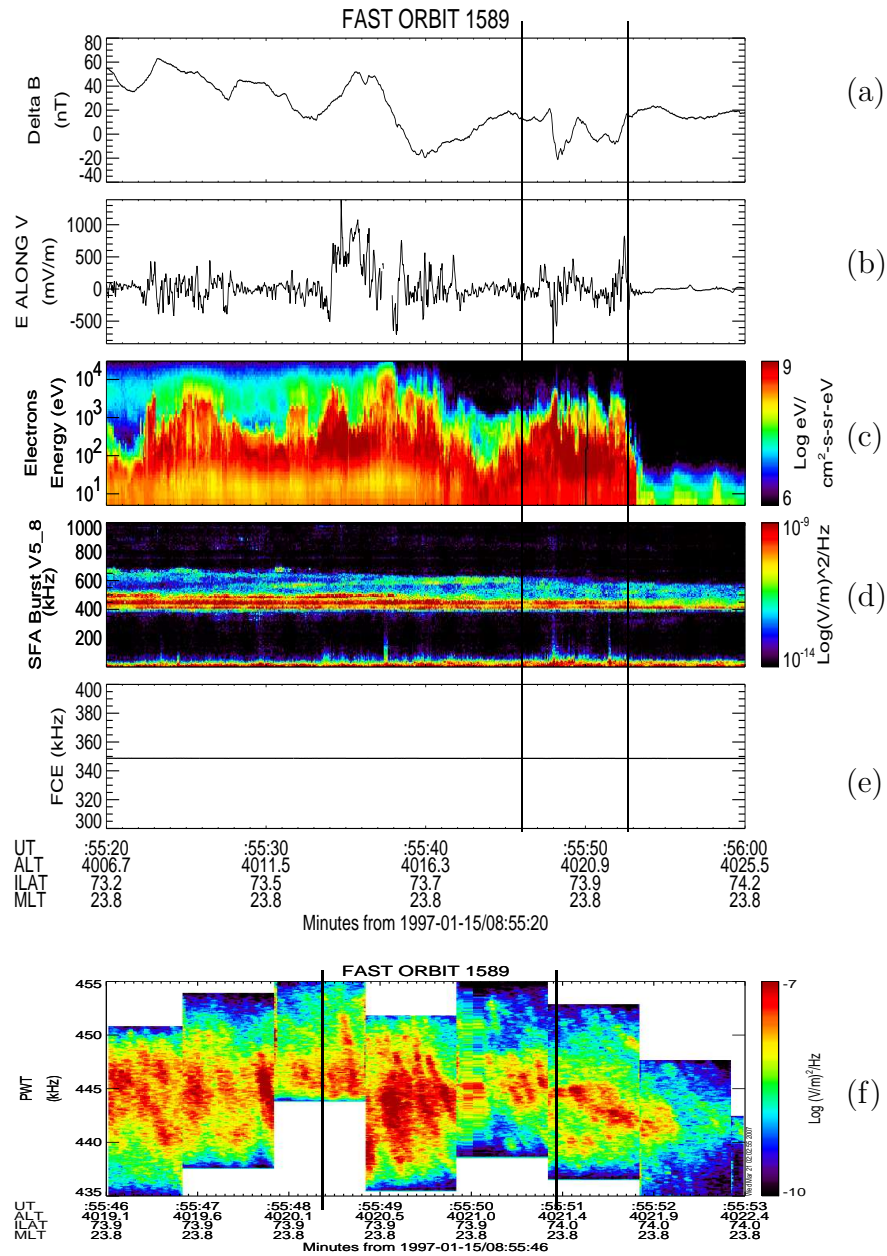 FAST ORBIT 1589
80
60
40
20
0
-20
-40
Delta B
(nT)
(a)
1000
500
0
-500
E ALONG V
(mV/m)
(b)
10^4
10^3
10^2
10^1
Electrons
Energy (eV)
9
6
Log eV/
cm^2-s-sr-eV
(c)
1000
800
600
400
200
SFA Burst V5_8
(kHz)
10^-9
10^-14
Log(V/m)^2/Hz
(d)
400
380
360
340
320
300
FCE (kHz)
(e)
UT :55:20 :55:30 :55:40 :55:50 :56:00
ALT 4006.7 4011.5 4016.3 4020.9 4025.5
ILAT 73.2 73.5 73.7 73.9 74.2
MLT 23.8 23.8 23.8 23.8 23.8
Minutes from 1997-01-15/08:55:20
FAST ORBIT 1589
455
450
445
440
435
PWT
(kHz)
-7
-10
Log (V/m)^2/Hz
Wed Mar 21 02:02:55 2007
(f)
UT :55:46 :55:47 :55:48 :55:49 :55:51 :55:51 :55:52 :55:53
ALT 4019.1 4019.6 4020.1 4020.5 4021.0 4021.4 4021.9 4022.4
ILAT 73.9 73.9 73.9 73.9 73.9 74.0 74.0 74.0
MLT 23.8 23.8 23.8 23.8 23.8 23.8 23.8 23.8
Minutes from 1997-01-15/08:55:46